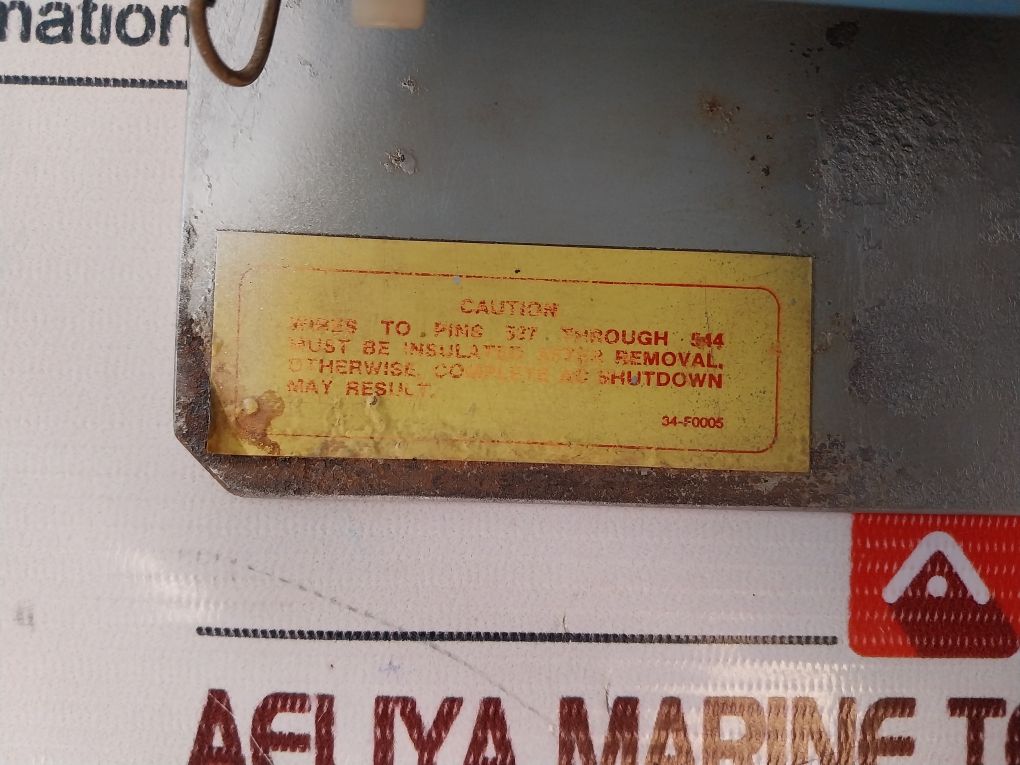 nation
CAUTION
WIRES TO PINS 537 THROUGH 544
MUST BE INSULATED AFTER REMOVAL.
OTHERWISE COMPLETE AC SHUTDOWN
MAY RESULT.
34-F0005
AELIYA MARINE